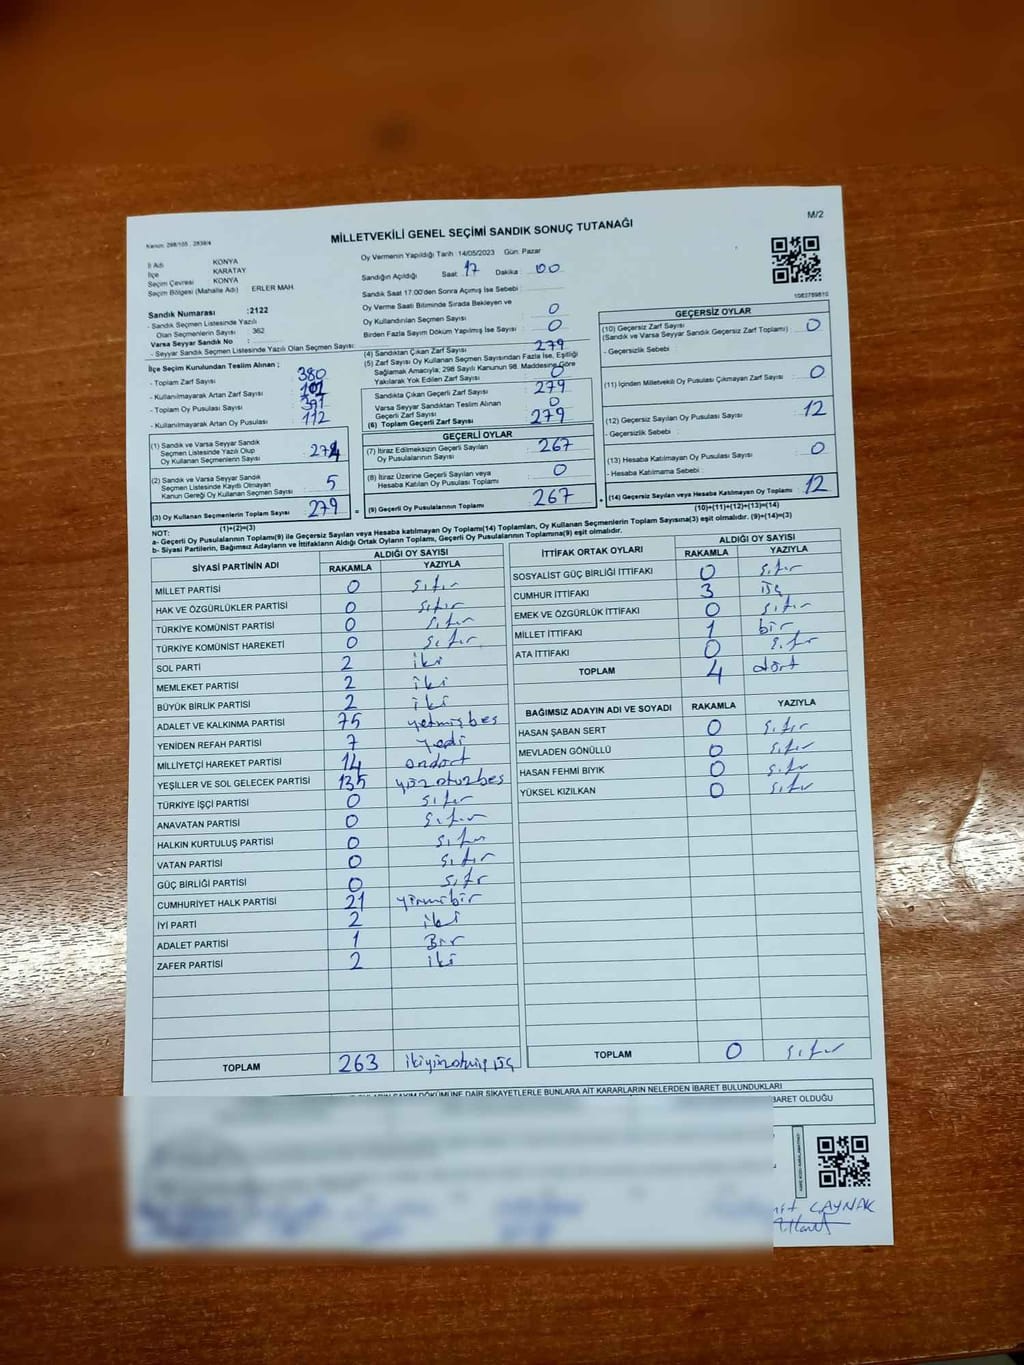 M/2
MİLLETVEKİLİ GENEL SEÇİMİ SANDIK SONUÇ TUTANAĞI
Kanun: 298/105 , 2839/4
İl Adı KONYA
İlçe KARATAY
Seçim Çevresi KONYA
Seçim Bölgesi (Mahalle Adı) : ERLER MAH
Oy Vermenin Yapıldığı Tarih :14/05/2023 Gün: Pazar
Sandığın Açıldığı Saat : 17 Dakika : 00
Sandık Saat 17.00'den Sonra Açımış İse Sebebi :
Oy Verme Saati Bitiminde Sırada Bekleyen ve
Oy Kullandırılan Seçmen Sayısı : 0
Birden Fazla Sayım Döküm Yapılmış İse Sayısı : 0
Sandık Numarası :2122
- Sandık Seçmen Listesinde Yazılı
Olan Seçmenlerin Sayısı : 362
Varsa Seyyar Sandık No :
- Seyyar Sandık Seçmen Listesinde Yazılı Olan Seçmen Sayısı:
İlçe Seçim Kurulundan Teslim Alınan ;
- Toplam Zarf Sayısı : 380
- Kullanılmayarak Artan Zarf Sayısı : 101
- Toplam Oy Pusulası Sayısı : 391
- Kullanılmayarak Artan Oy Pusulası : 112
(1) Sandık ve Varsa Seyyar Sandık
Seçmen Listesinde Yazılı Olup
Oy Kullanan Seçmenlerin Sayısı : 274
(2) Sandık ve Varsa Seyyar Sandık
Seçmen Listesinde Kayıtlı Olmayan
Kanun Gereği Oy Kullanan Seçmen Sayısı : 5
(3) Oy Kullanan Seçmenlerin Toplam Sayısı : 279
(1)+(2)=(3)
(4) Sandıktan Çıkan Zarf Sayısı : 279
(5) Zarf Sayısı Oy Kullanan Seçmen Sayısından Fazla İse, Eşitliği
Sağlamak Amacıyla; 298 Sayılı Kanunun 98. Maddesine Göre
Yakılarak Yok Edilen Zarf Sayısı : 0
Sandıkta Çıkan Geçerli Zarf Sayısı : 279
Varsa Seyyar Sandıktan Teslim Alınan
Geçerli Zarf Sayısı : 0
(6) Toplam Geçerli Zarf Sayısı : 279
GEÇERLİ OYLAR
(7) İtiraz Edilmeksizin Geçerli Sayılan
Oy Pusulalarının Sayısı : 267
(8) İtiraz Üzerine Geçerli Sayılan veya
Hesaba Katılan Oy Pusulası Toplamı : 0
(9) Geçerli Oy Pusulalarının Toplamı : 267
1083789810
GEÇERSİZ OYLAR
(10) Geçersiz Zarf Sayısı : 0
(Sandık ve Varsa Seyyar Sandık Geçersiz Zarf Toplamı)
- Geçersizlik Sebebi :
(11) İçinden Milletvekili Oy Pusulası Çıkmayan Zarf Sayısı : 0
(12) Geçersiz Sayılan Oy Pusulası Sayısı : 12
- Geçersizlik Sebebi :
(13) Hesaba Katılmayan Oy Pusulası Sayısı : 0
- Hesaba Katılmama Sebebi :
(14) Geçersiz Sayılan veya Hesaba Katılmayan Oy Toplamı : 12
(10)+(11)+(12)+(13)=(14)
NOT:
a- Geçerli Oy Pusulalarının Toplamı(9) ile Geçersiz Sayılan veya Hesaba katılmayan Oy Toplamı(14) Toplamları, Oy Kullanan Seçmenlerin Toplam Sayısına(3) eşit olmalıdır. (9)+(14)=(3)
b- Siyasi Partilerin, Bağımsız Adayların ve İttifakların Aldığı Ortak Oyların Toplamı, Geçerli Oy Pusulalarının Toplamına(9) eşit olmalıdır.
SİYASİ PARTİNİN ADI ALDIĞI OY SAYISI
RAKAMLA YAZIYLA
MİLLET PARTİSİ 0 sıfır
HAK VE ÖZGÜRLÜKLER PARTİSİ 0 sıfır
TÜRKİYE KOMÜNİST PARTİSİ 0 sıfır
TÜRKİYE KOMÜNİST HAREKETİ 0 sıfır
SOL PARTİ 2 iki
MEMLEKET PARTİSİ 2 iki
BÜYÜK BİRLİK PARTİSİ 2 iki
ADALET VE KALKINMA PARTİSİ 75 yetmişbeş
YENİDEN REFAH PARTİSİ 7 yedi
MİLLİYETÇİ HAREKET PARTİSİ 14 ondört
YEŞİLLER VE SOL GELECEK PARTİSİ 135 yüzotuzbeş
TÜRKİYE İŞÇİ PARTİSİ 0 sıfır
ANAVATAN PARTİSİ 0 sıfır
HALKIN KURTULUŞ PARTİSİ 0 sıfır
VATAN PARTİSİ 0 sıfır
GÜÇ BİRLİĞİ PARTİSİ 0 sıfır
CUMHURİYET HALK PARTİSİ 21 yirmibir
İYİ PARTİ 2 iki
ADALET PARTİSİ 1 Bir
ZAFER PARTİSİ 2 iki
TOPLAM 263 ikiyüzatmışüç
İTTİFAK ORTAK OYLARI ALDIĞI OY SAYISI
RAKAMLA YAZIYLA
SOSYALİST GÜÇ BİRLİĞİ İTTİFAKI 0 sıfır
CUMHUR İTTİFAKI 3 üç
EMEK VE ÖZGÜRLÜK İTTİFAKI 0 sıfır
MİLLET İTTİFAKI 1 bir
ATA İTTİFAKI 0 sıfır
TOPLAM 4 dört
BAĞIMSIZ ADAYIN ADI VE SOYADI RAKAMLA YAZIYLA
HASAN ŞABAN SERT 0 sıfır
MEVLADEN GÖNÜLLÜ 0 sıfır
HASAN FEHMİ BIYIK 0 sıfır
YÜKSEL KIZILKAN 0 sıfır
TOPLAM 0 sıfır
SAYIM DÖKÜMÜNE DAİR ŞİKAYETLERLE BUNLARA AİT KARARLARIN NELERDEN İBARET BULUNDUKLARI
İBARET OLDUĞU
CAYNAK